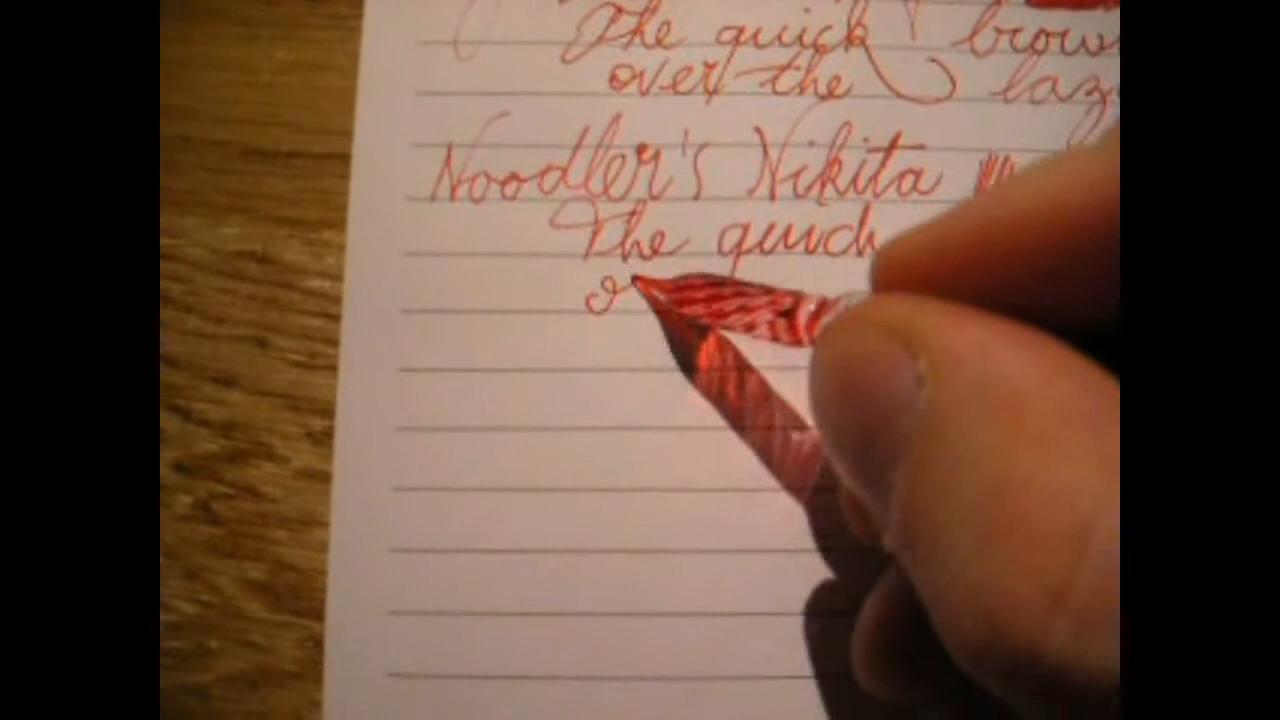 The quick brow
over the laz
Noodler's Nikita
The quick
o